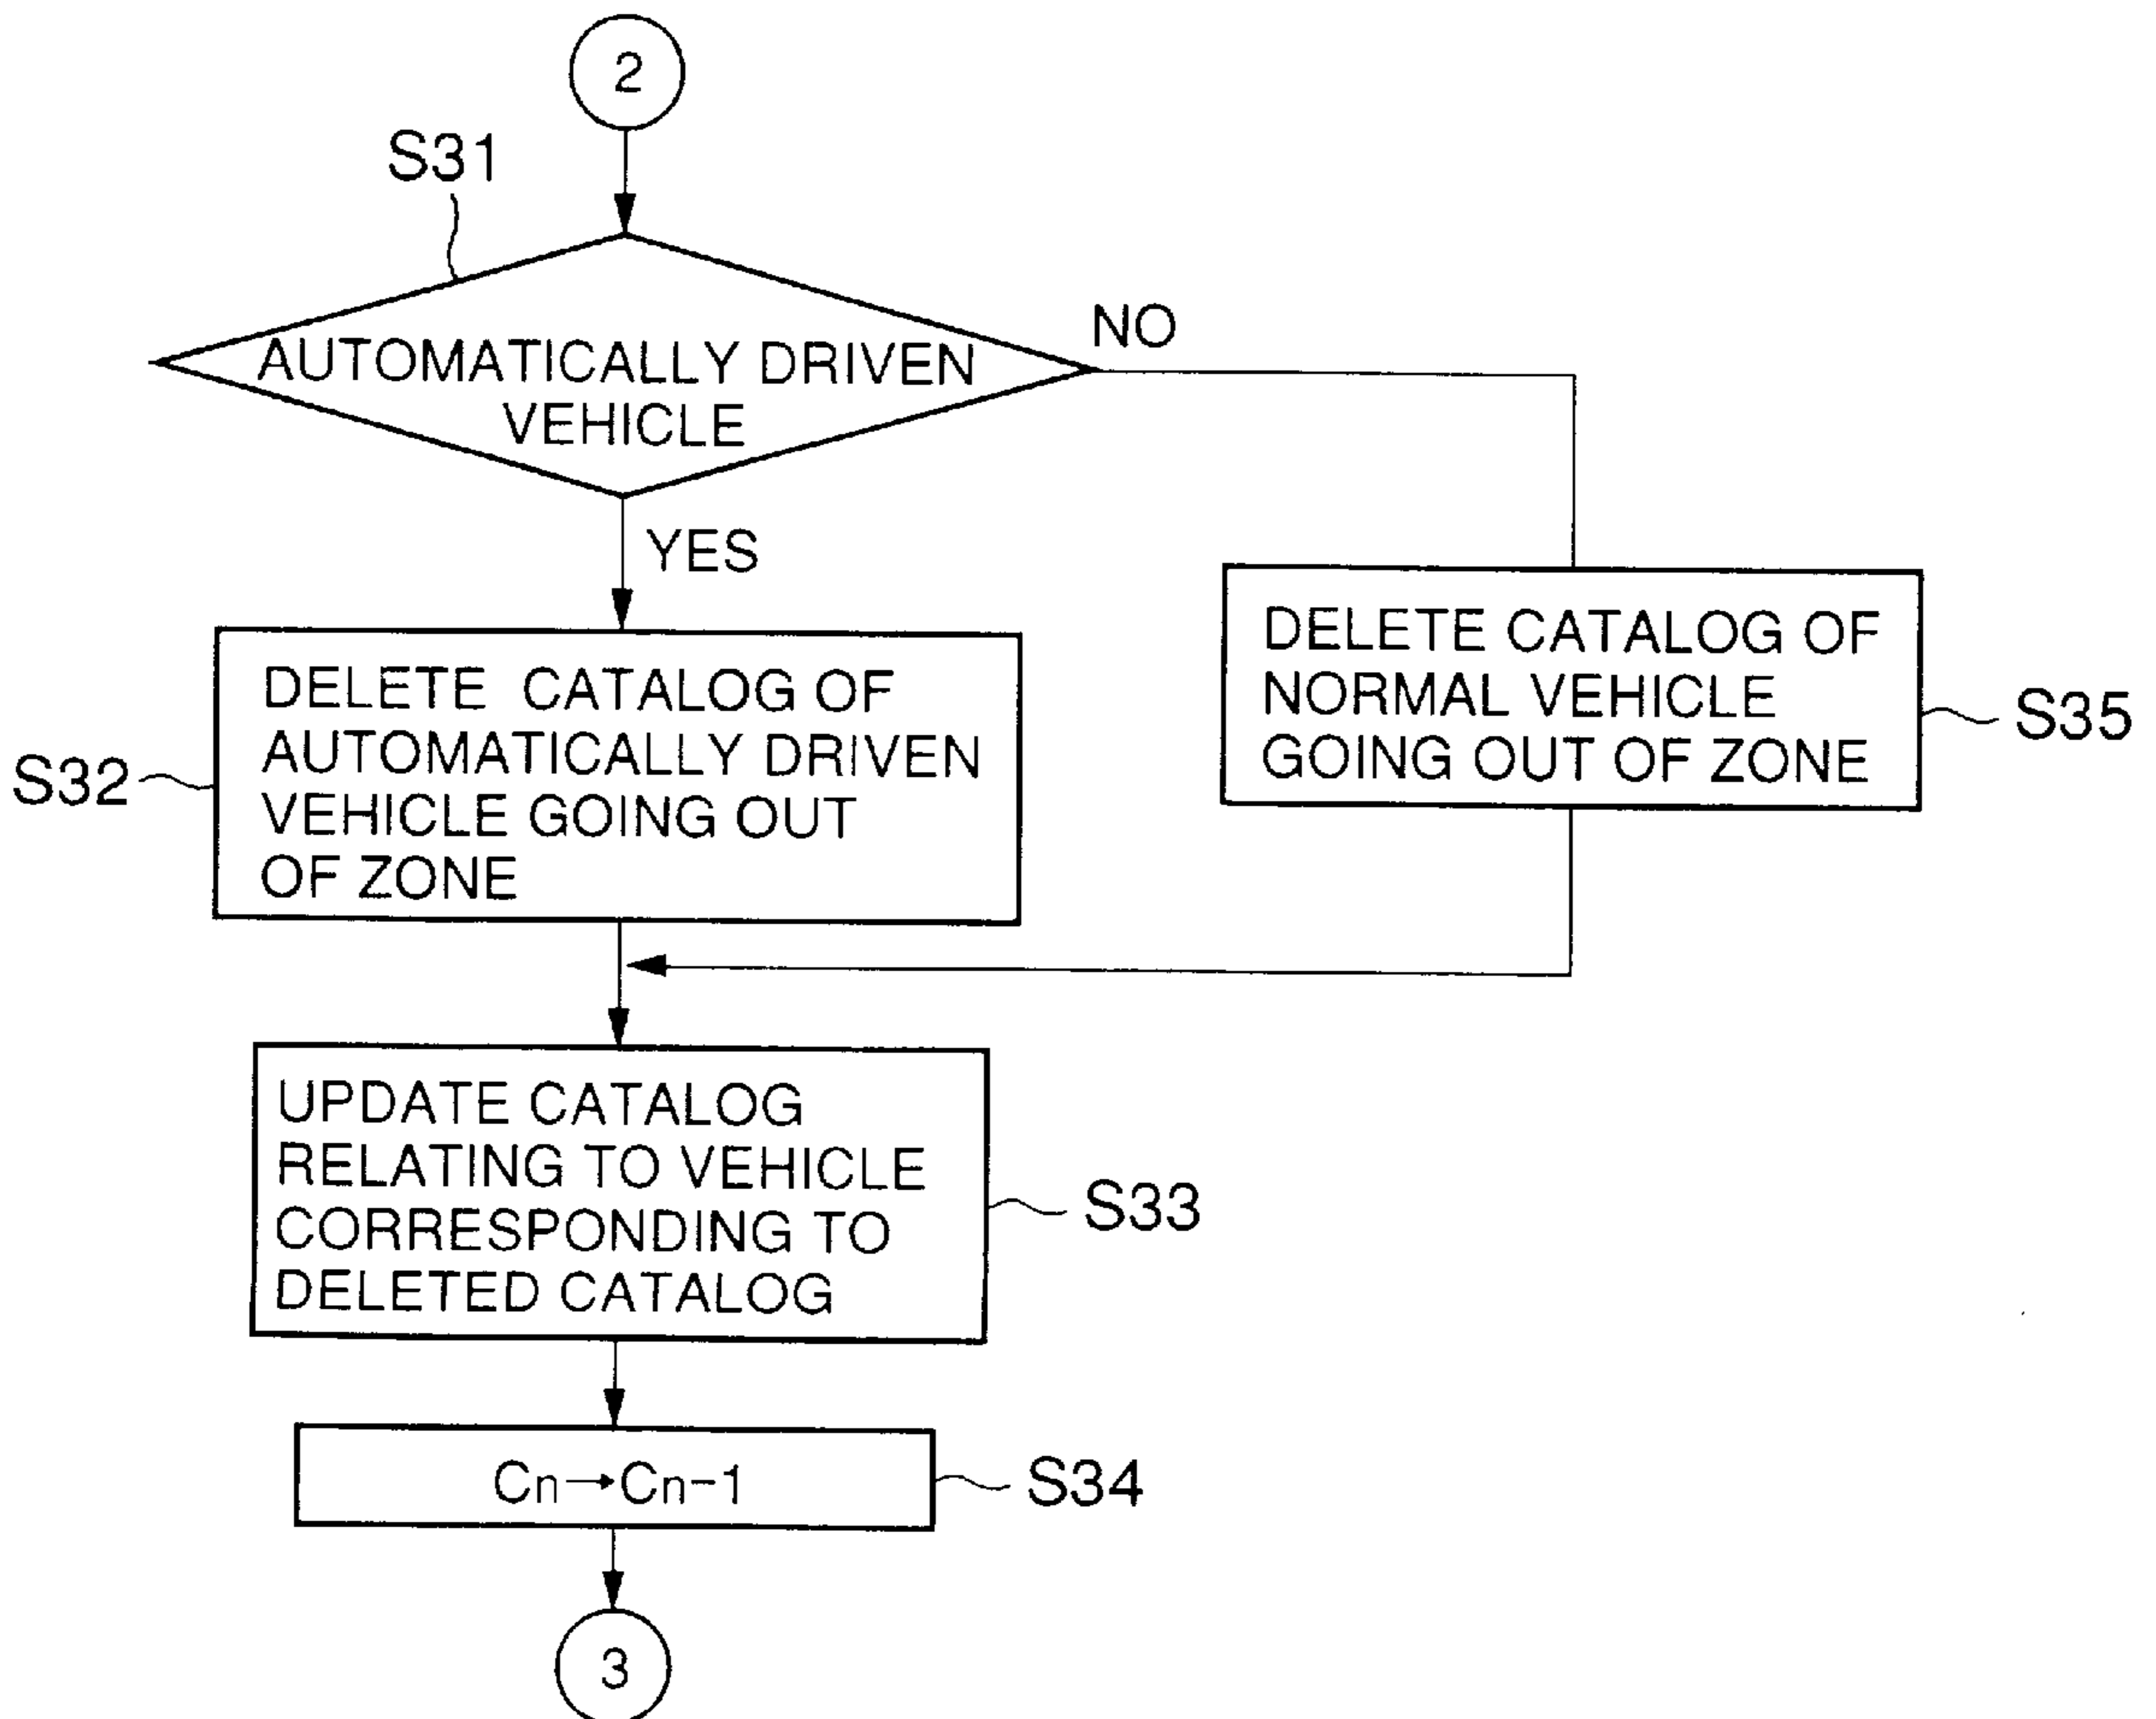 2
S31
AUTOMATICALLY DRIVEN
VEHICLE
NO
YES
S32
DELETE CATALOG OF
AUTOMATICALLY DRIVEN
VEHICLE GOING OUT
OF ZONE
DELETE CATALOG OF
NORMAL VEHICLE
GOING OUT OF ZONE
S35
UPDATE CATALOG
RELATING TO VEHICLE
CORRESPONDING TO
DELETED CATALOG
S33
Cn→Cn-1
S34
3